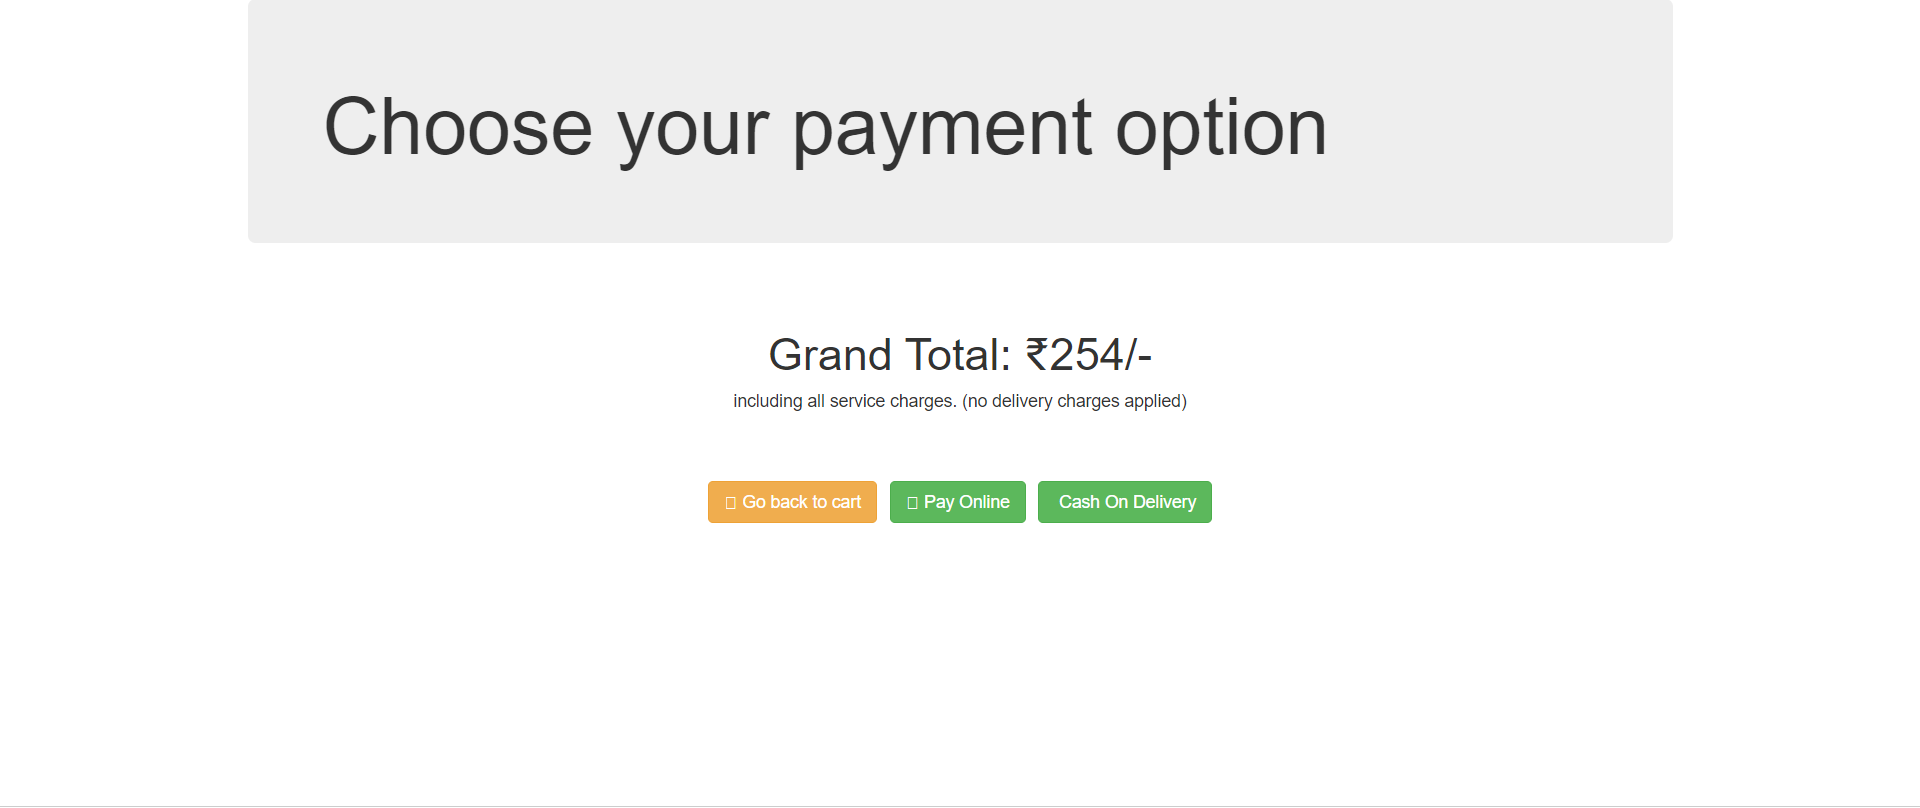 Choose your payment option
Grand Total: ₹254/-
including all service charges. (no delivery charges applied)
Go back to cart
Pay Online
Cash On Delivery